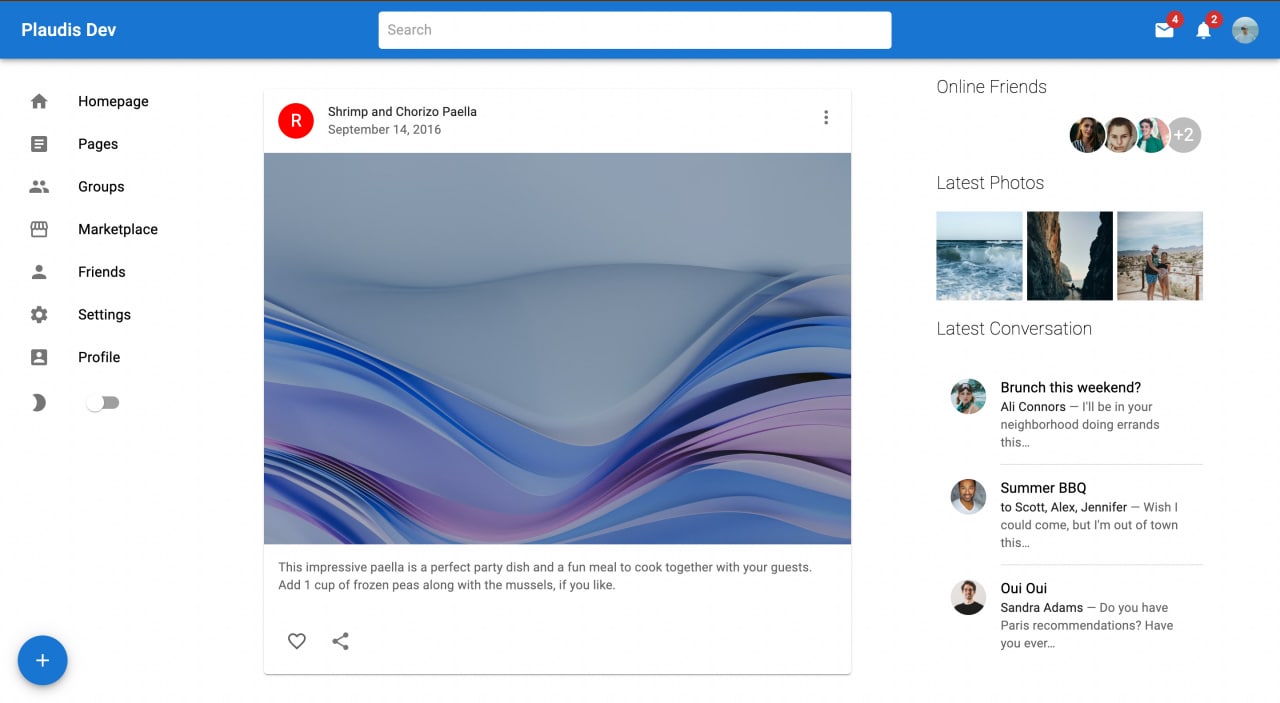 Plaudis Dev
Search
4
2
Homepage
Pages
Groups
Marketplace
Friends
Settings
Profile
R
Shrimp and Chorizo Paella
September 14, 2016
This impressive paella is a perfect party dish and a fun meal to cook together with your guests.
Add 1 cup of frozen peas along with the mussels, if you like.
+
Online Friends
+2
Latest Photos
Latest Conversation
Brunch this weekend?
Ali Connors — I'll be in your
neighborhood doing errands
this…
Summer BBQ
to Scott, Alex, Jennifer — Wish I
could come, but I'm out of town
this…
Oui Oui
Sandra Adams — Do you have
Paris recommendations? Have
you ever…